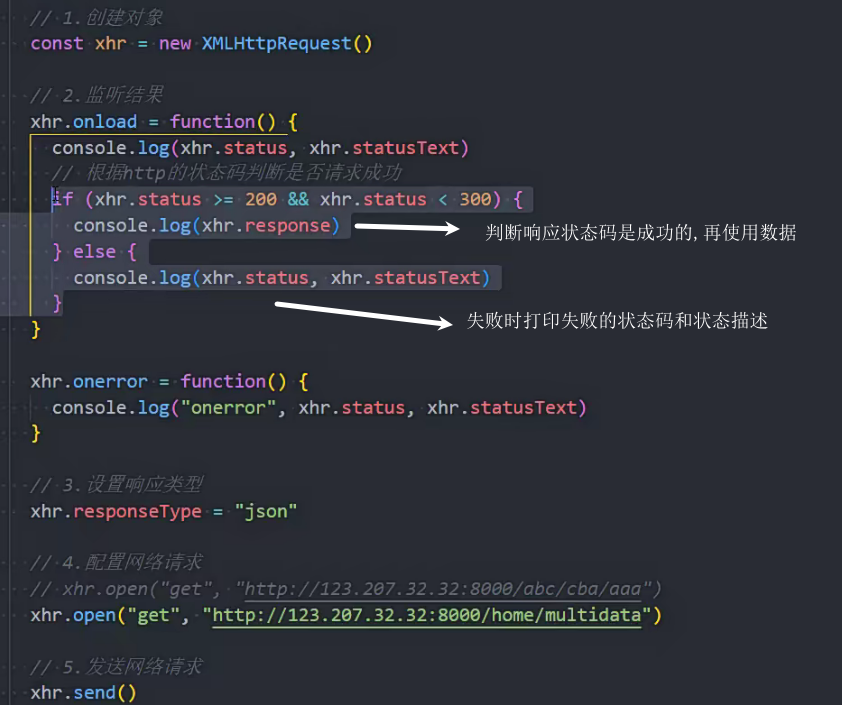 // 1.创建对象
const xhr = new XMLHttpRequest()
// 2.监听结果
xhr.onload = function() {
console.log(xhr.status, xhr.statusText)
// 根据http的状态码判断是否请求成功
if (xhr.status >= 200 && xhr.status < 300) {
console.log(xhr.response)
判断响应状态码是成功的,再使用数据
} else {
console.log(xhr.status, xhr.statusText)
}
失败时打印失败的状态码和状态描述
}
xhr.onerror = function() {
console.log("onerror", xhr.status, xhr.statusText)
}
// 3.设置响应类型
xhr.responseType = "json"
// 4.配置网络请求
// xhr.open("get", "http://123.207.32.32:8000/abc/cba/aaa")
xhr.open("get", "http://123.207.32.32:8000/home/multidata")
// 5.发送网络请求
xhr.send()